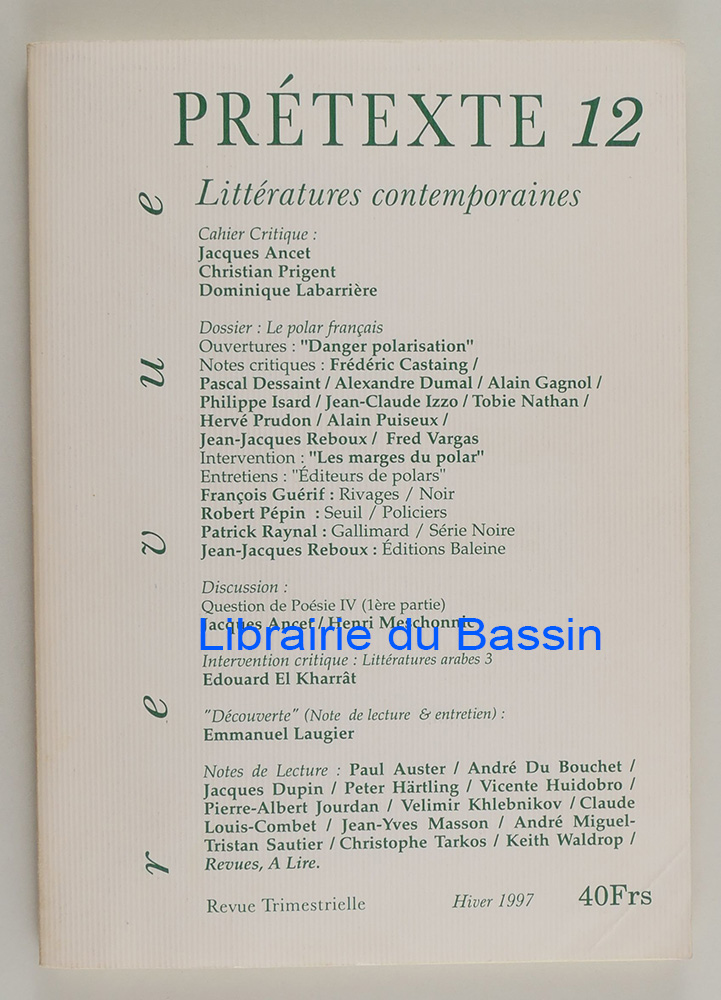 PRÉTEXTE 12
Littératures contemporaines
revue
Cahier Critique :
Jacques Ancet
Christian Prigent
Dominique Labarrière
Dossier : Le polar français
Ouvertures : "Danger polarisation"
Notes critiques : Frédéric Castaing /
Pascal Dessaint / Alexandre Dumal / Alain Gagnol /
Philippe Isard / Jean-Claude Izzo / Tobie Nathan /
Hervé Prudon / Alain Puiseux /
Jean-Jacques Reboux / Fred Vargas
Intervention : "Les marges du polar"
Entretiens : "Éditeurs de polars"
François Guérif : Rivages / Noir
Robert Pépin : Seuil / Policiers
Patrick Raynal : Gallimard / Série Noire
Jean-Jacques Reboux : Éditions Baleine
Discussion :
Question de Poésie IV (1ère partie)
Jacques Ancet / Henri Meschonnic
Librairie du Bassin
Intervention critique : Littératures arabes 3
Edouard El Kharrât
"Découverte" (Note de lecture & entretien) :
Emmanuel Laugier
Notes de Lecture : Paul Auster / André Du Bouchet /
Jacques Dupin / Peter Härtling / Vicente Huidobro /
Pierre-Albert Jourdan / Velimir Khlebnikov / Claude
Louis-Combet / Jean-Yves Masson / André Miguel-
Tristan Sautier / Christophe Tarkos / Keith Waldrop /
Revues, A Lire.
Revue Trimestrielle
Hiver 1997
40Frs